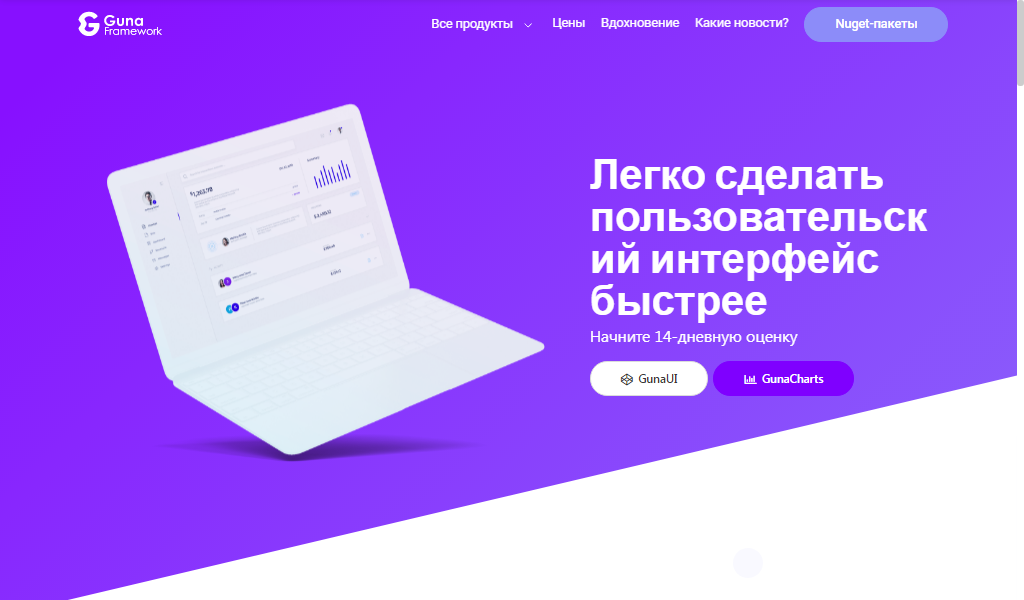 Guna
Framework
Все продукты
Цены
Вдохновение
Какие новости?
Nuget-пакеты
Легко сделать
пользовательск
ий интерфейс
быстрее
Начните 14-дневную оценку
GunaUI
GunaCharts